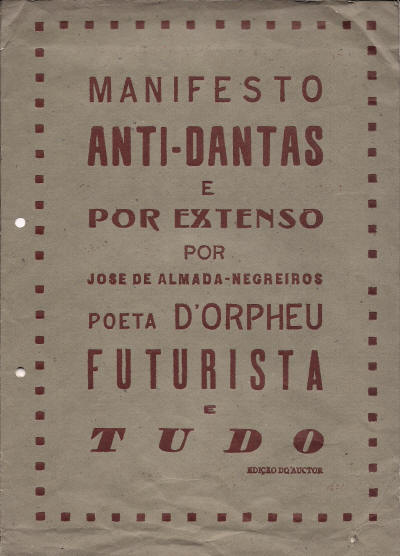 MANIFESTO
ANTI-DANTAS
E
POR EXTENSO
POR
JOSE DE ALMADA-NEGREIROS
POETA D'ORPHEU
FUTURISTA
E
TUDO
EDIÇÃO DO AUCTOR